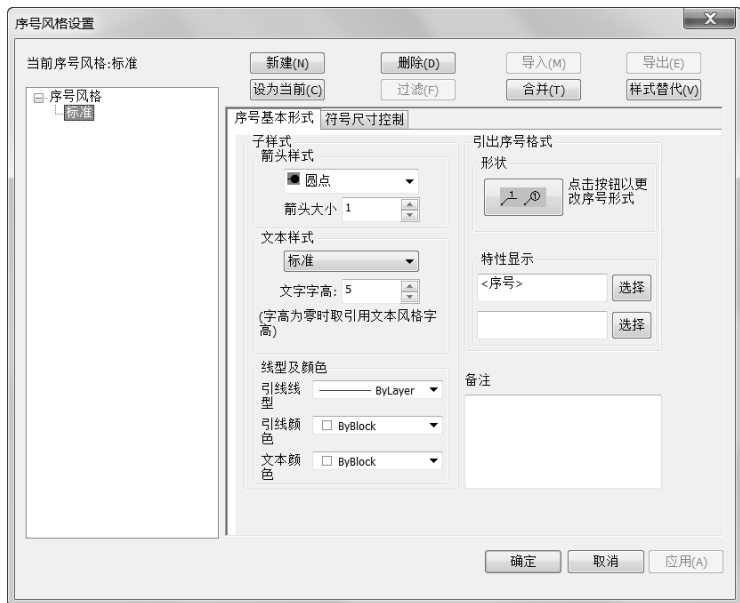 序号风格设置
X
当前序号风格:标准
新建(N)
删除(D)
导入(M)
导出(E)
设为当前(C)
过滤(F)
合并(T)
样式替代(V)
序号风格
标准
序号基本形式
符号尺寸控制
子样式
箭头样式
圆点
箭头大小 1
文本样式
标准
文字字高: 5
(字高为零时取引用文本风格字
高)
线型及颜色
引线线
型
ByLayer
引线颜
色
ByBlock
文本颜
色
ByBlock
引出序号格式
形状
1 ①
点击按钮以更
改序号形式
特性显示
<序号>
选择
选择
备注
确定
取消
应用(A)